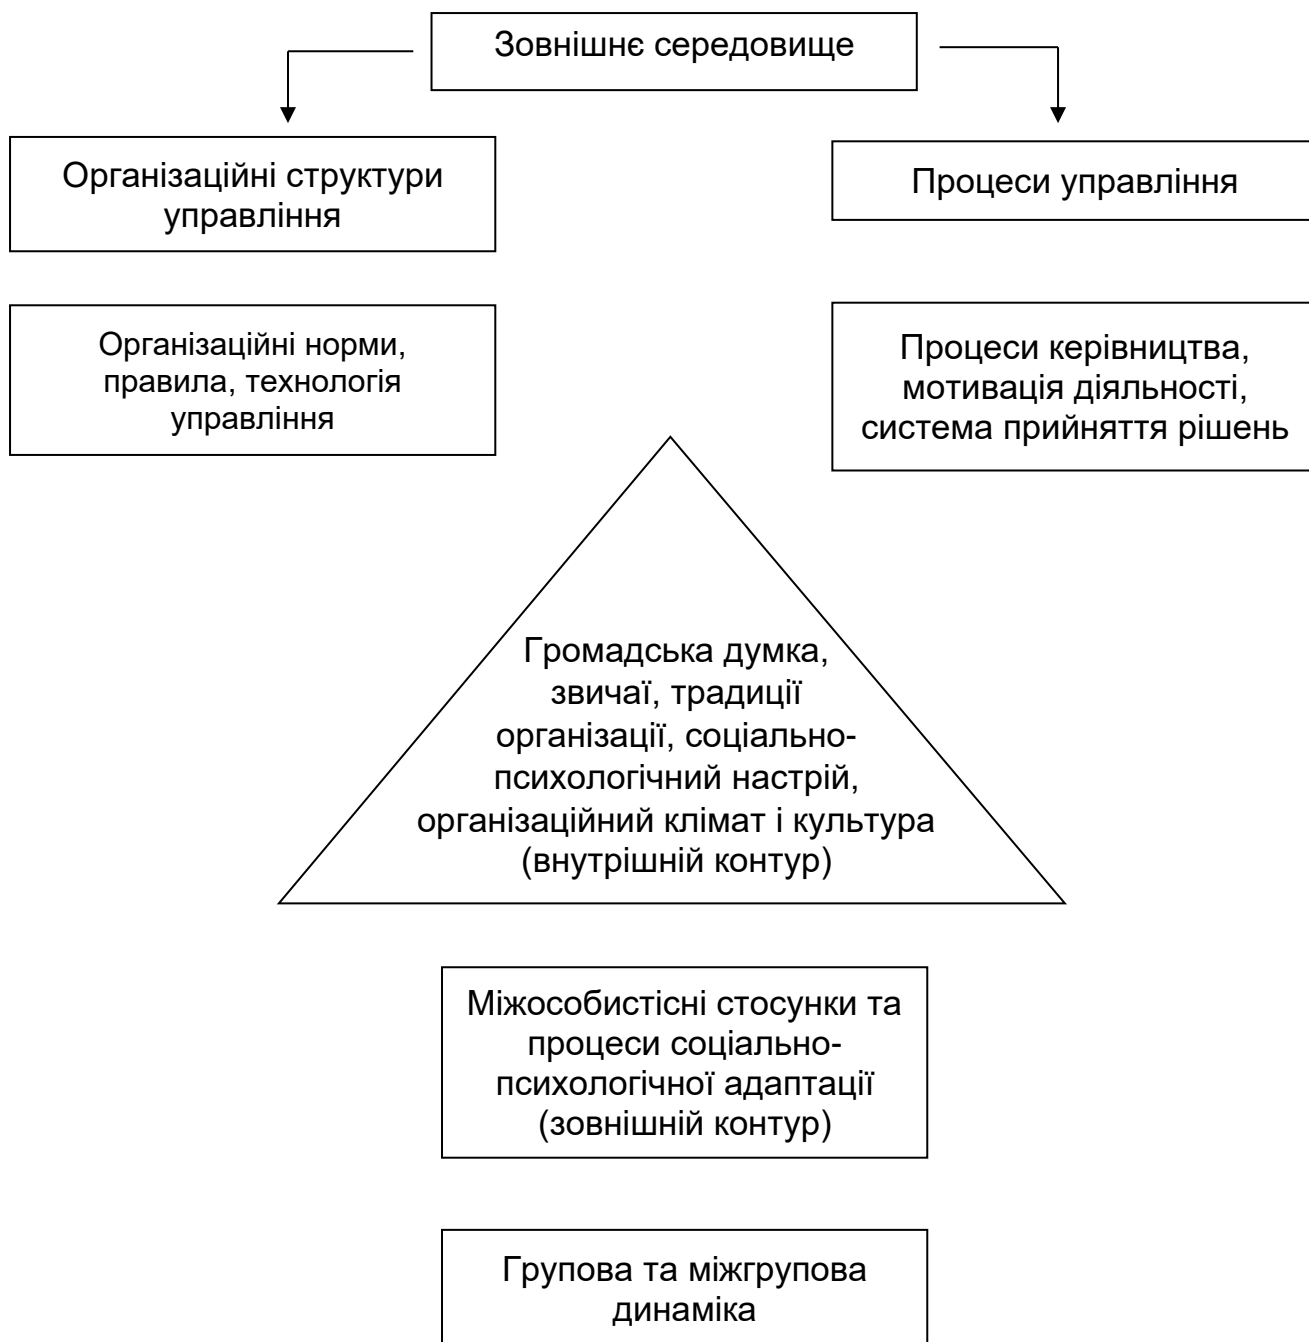 Зовнішнє середовище
Організаційні структури
управління
Процеси управління
Організаційні норми,
правила, технологія
управління
Процеси керівництва,
мотивація діяльності,
система прийняття рішень
Громадська думка,
звичаї, традиції
організації, соціально-
психологічний настрій,
організаційний клімат і культура
(внутрішній контур)
Міжособистісні стосунки та
процеси соціально-
психологічної адаптації
(зовнішній контур)
Групова та міжгрупова
динаміка